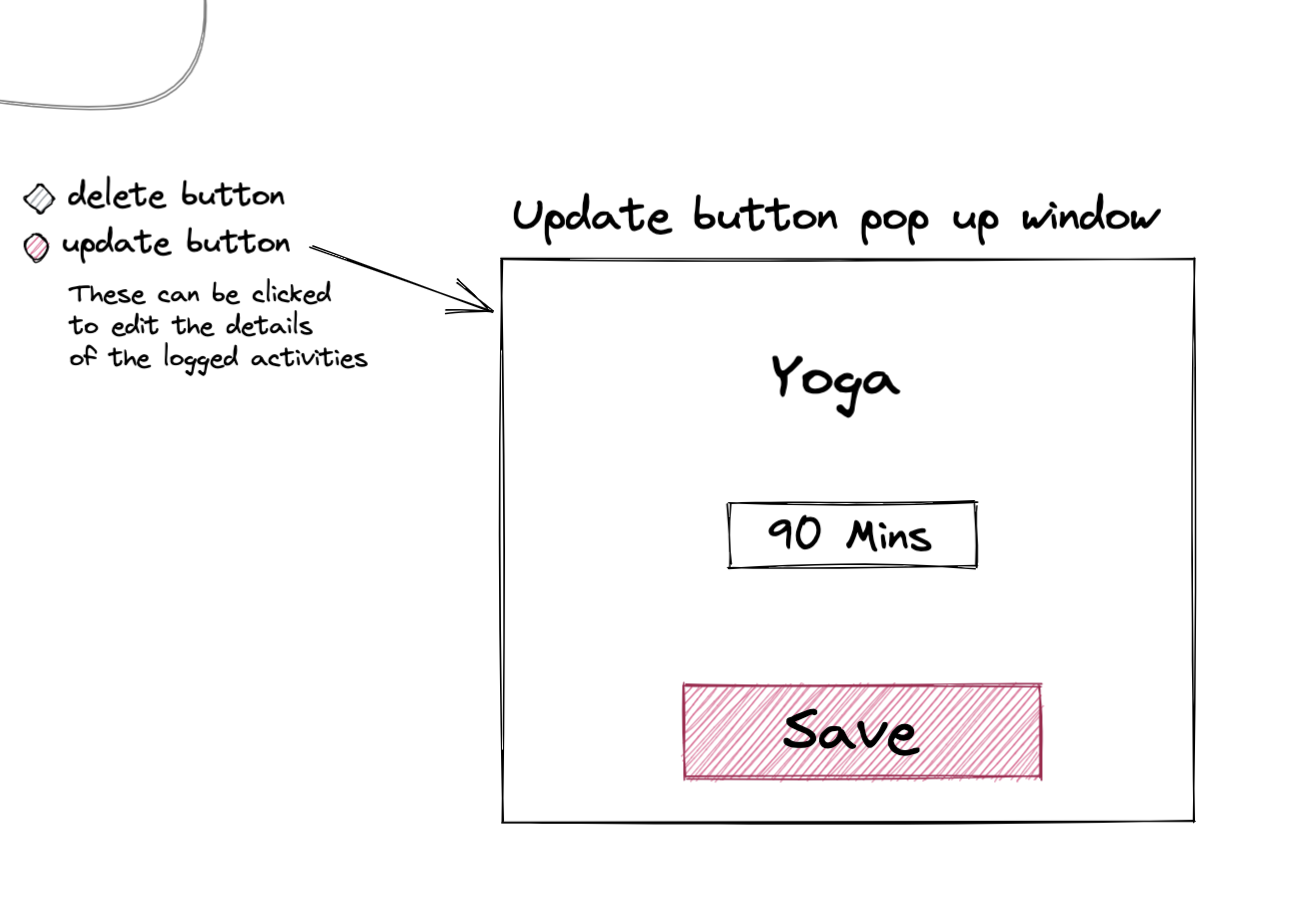 delete button
update button
These can be clicked
to edit the details
of the logged activities
Update button pop up window
Yoga
90 Mins
Save